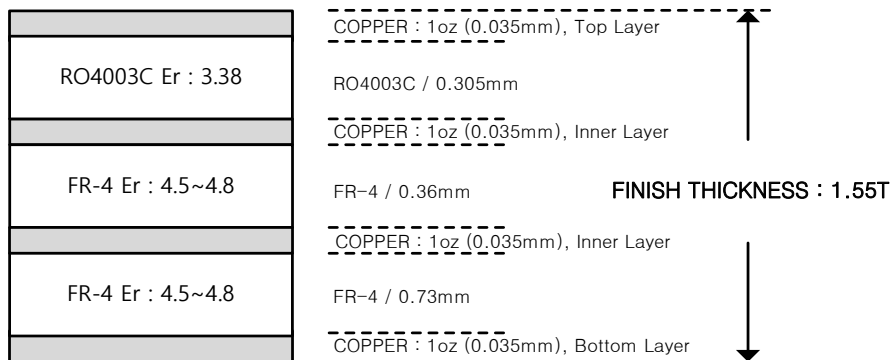 COPPER : 1oz (0.035mm), Top Layer
RO4003C Er : 3.38
RO4003C / 0.305mm
COPPER : 1oz (0.035mm), Inner Layer
FR-4 Er : 4.5~4.8
FR-4 / 0.36mm
FINISH THICKNESS : 1.55T
COPPER : 1oz (0.035mm), Inner Layer
FR-4 Er : 4.5~4.8
FR-4 / 0.73mm
COPPER : 1oz (0.035mm), Bottom Layer